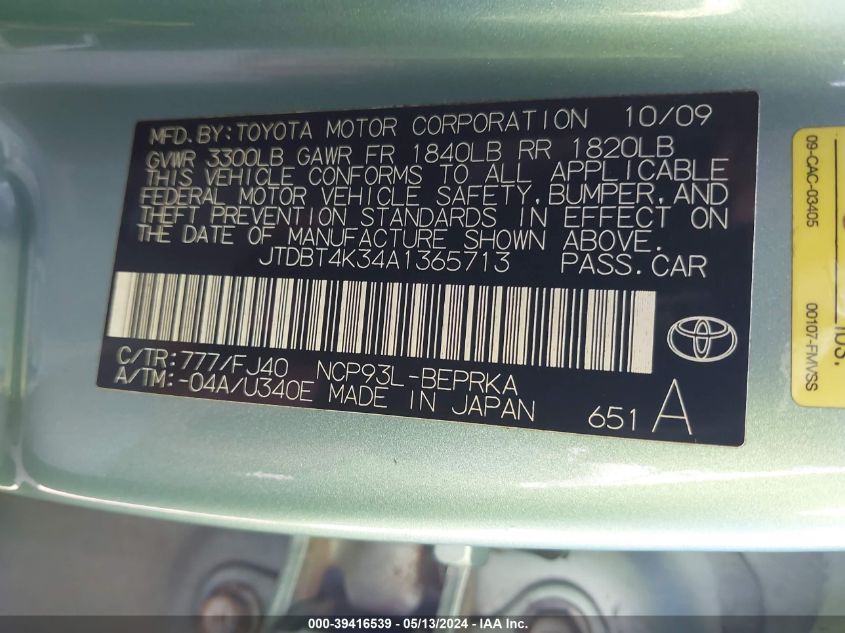 MFD. BY: TOYOTA MOTOR CORPORATION 10/09
GVWR 3300LB GAWR FR 1840LB RR 1820LB
THIS VEHICLE CONFORMS TO ALL APPLICABLE
FEDERAL MOTOR VEHICLE SAFETY, BUMPER, AND
THEFT PREVENTION STANDARDS IN EFFECT ON
THE DATE OF MANUFACTURE SHOWN ABOVE.
JTDBT4K34A1365713 PASS. CAR
C/TR: 777/FJ40 NCP93L-BEPRKA
A/TM: -04A/U340E MADE IN JAPAN
651 A
09-CAC-03405
00107-FMVSS
000-39416539 - 05/13/2024 - IAA Inc.